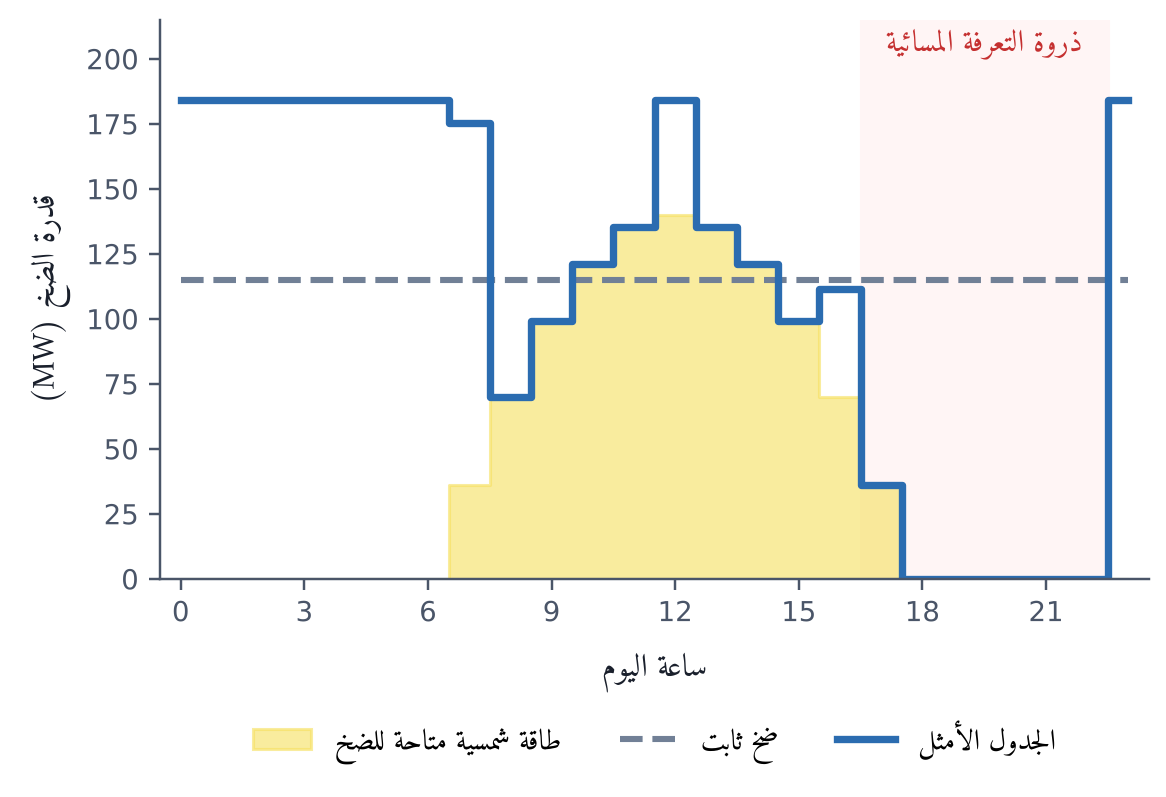 ذروة التعرفة المسائية
قدرة الضخ (MW)
200
175
150
125
100
75
50
25
0
0 3 6 9 12 15 18 21
ساعة اليوم
الجدول الأمثل
ضخ ثابت
طاقة شمسية متاحة للضخ